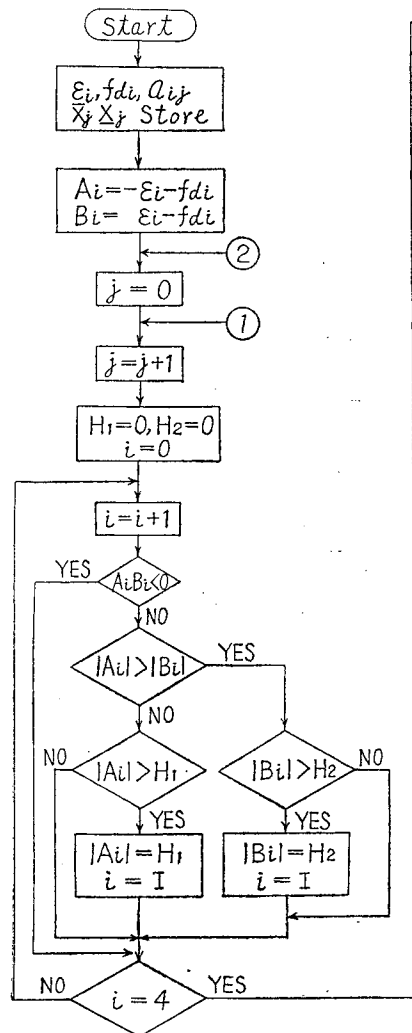 Start
εi, fdi, aij
X̄j X̲j Store
Ai=-εi-fdi
Bi= εi-fdi
②
j = 0
①
j=j+1
H₁=0, H₂=0
i=0
i=i+1
YES
AiBi<0
NO
|Ai|>|Bi|
YES
NO
NO
|Ai|>H₁
|Bi|>H₂
NO
YES
YES
|Ai|=H₁
i = I
|Bi|=H₂
i = I
NO
i = 4
YES